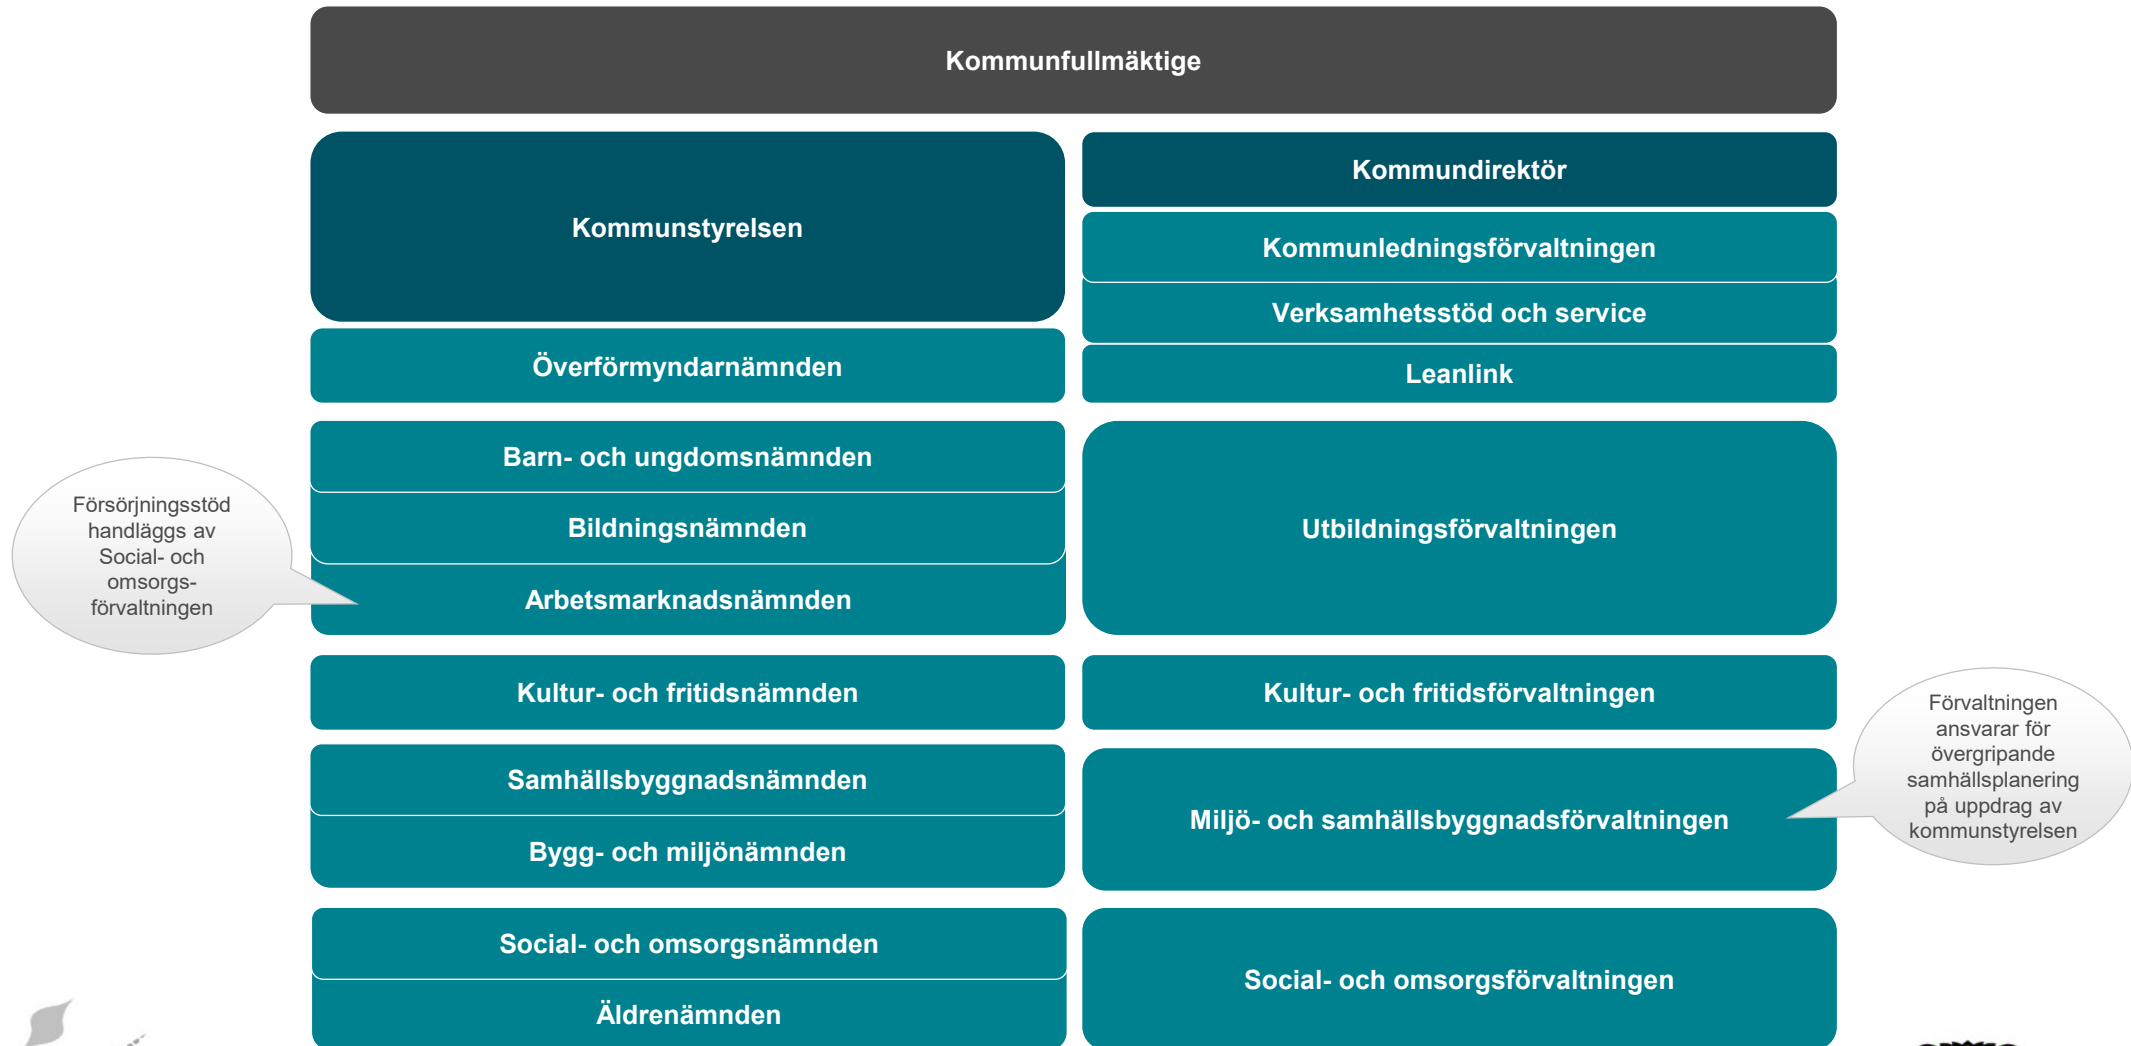 Kommunfullmäktige
Kommunstyrelsen
Kommundirektör
Kommunledningsförvaltningen
Verksamhetsstöd och service
Överförmyndarnämnden
Leanlink
Barn- och ungdomsnämnden
Bildningsnämnden
Arbetsmarknadsnämnden
Utbildningsförvaltningen
Försörjningsstöd
handläggs av
Social- och
omsorgs-
förvaltningen
Kultur- och fritidsnämnden
Kultur- och fritidsförvaltningen
Samhällsbyggnadsnämnden
Bygg- och miljönämnden
Miljö- och samhällsbyggnadsförvaltningen
Förvaltningen
ansvarar för
övergripande
samhällsplanering
på uppdrag av
kommunstyrelsen
Social- och omsorgsnämnden
Äldrenämnden
Social- och omsorgsförvaltningen